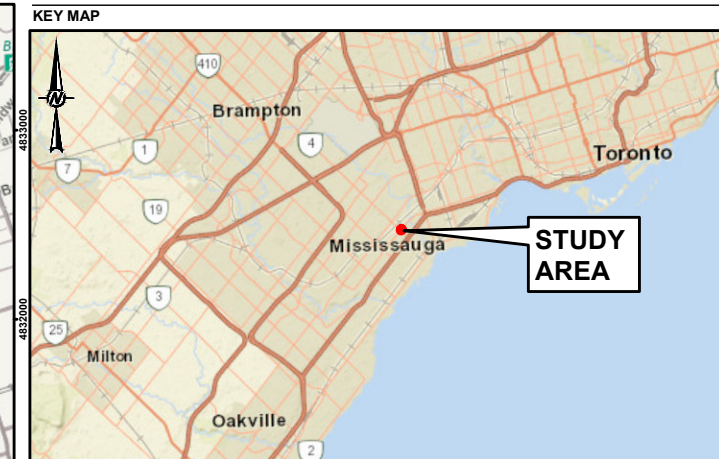 KEY MAP
B
410
N
Brampton
4833000
4
1
Toronto
7
19
STUDY
AREA
Mississauga
3
4832000
25
Milton
Oakville
2